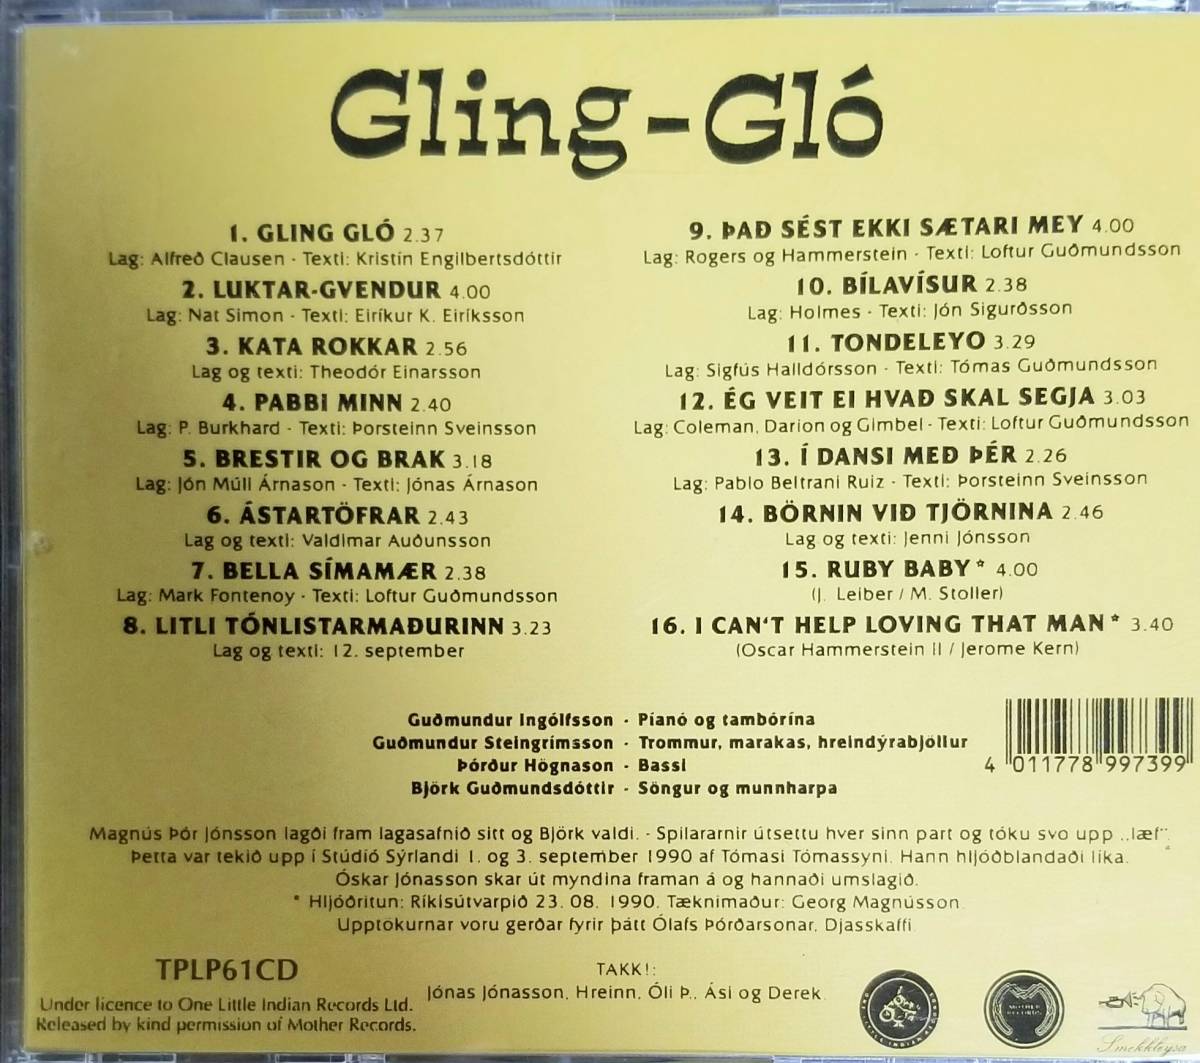 Gling-Gló
1. GLING GLÓ 2.37
Lag: Alfreð Clausen · Texti: Kristín Engilbertsdóttir
2. LUKTAR-GVENDUR 4.00
Lag: Nat Simon · Texti: Eiríkur K. Eiríksson
3. KATA ROKKAR 2.56
Lag og texti: Theodór Einarsson
4. PABBI MINN 2.40
Lag: P. Burkhard · Texti: Þorsteinn Sveinsson
5. BRESTIR OG BRAK 3.18
Lag: Jón Múli Árnason · Texti: Jónas Árnason
6. ÁSTARTÖFRAR 2.43
Lag og texti: Valdimar Auðunsson
7. BELLA SÍMAMÆR 2.38
Lag: Mark Fontenoy · Texti: Loftur Guðmundsson
8. LITLI TÓNLISTARMAÐURINN 3.23
Lag og texti: 12. september
9. ÞAÐ SÉST EKKI SÆTARI MEY 4.00
Lag: Rogers og Hammerstein · Texti: Loftur Guðmundsson
10. BÍLAVÍSUR 2.38
Lag: Holmes · Texti: Jón Sigurðsson
11. TONDELEYO 3.29
Lag: Sigfús Halldórsson · Texti: Tómas Guðmundsson
12. ÉG VEIT EI HVAÐ SKAL SEGJA 3.03
Lag: Coleman, Darion og Gimbel · Texti: Loftur Guðmundsson
13. Í DANSI MEÐ ÞÉR 2.26
Lag: Pablo Beltrani Ruiz · Texti: Þorsteinn Sveinsson
14. BÖRNIN VIÐ TJÖRNINA 2.46
Lag og texti: Jenni Jónsson
15. RUBY BABY* 4.00
(J. Leiber / M. Stoller)
16. I CAN'T HELP LOVING THAT MAN* 3.40
(Oscar Hammerstein II / Jerome Kern)
Guðmundur Ingólfsson · Píanó og tambórína
Guðmundur Steingrímsson · Trommur, marakas, hreindýrabjöllur
Þórður Högnason · Bassi
Björk Guðmundsdóttir · Söngur og munnharpa
4 011778 997399
Magnús Þór Jónsson lagði fram lagasafnið sitt og Björk valdi. - Spilararnir útsettu hver sinn part og tóku svo upp „læf".
Þetta var tekið upp í Stúdíó Sýrlandi 1. og 3. september 1990 af Tómasi Tómassyni. Hann hljóðblandaði líka.
Óskar Jónasson skar út myndina framan á og hannaði umslagið.
* Hljóðritun: Ríkisútvarpið 23. 08. 1990. Tæknimaður: Georg Magnússon.
Upptökurnar voru gerðar fyrir þátt Ólafs Þórðarsonar, Djasskaffi.
TPLP61CD
Under licence to One Little Indian Records Ltd.
Released by kind permission of Mother Records.
TAKK!:
Jónas Jónasson, Hreinn, Óli Þ., Ási og Derek.
MOTHER
RECORDS
Smekkleysa